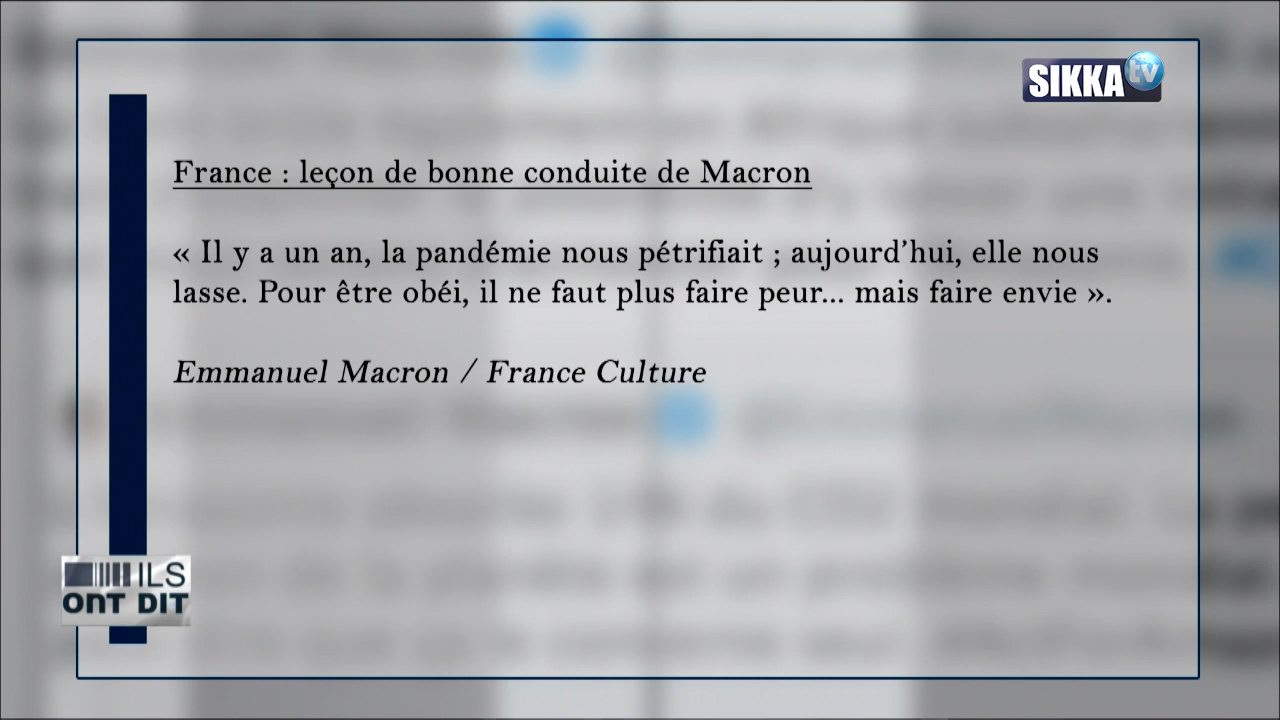 SIKKA tv
France : leçon de bonne conduite de Macron
« Il y a un an, la pandémie nous pétrifiait ; aujourd’hui, elle nous
lasse. Pour être obéi, il ne faut plus faire peur... mais faire envie ».
Emmanuel Macron / France Culture
ILS
ONT DIT